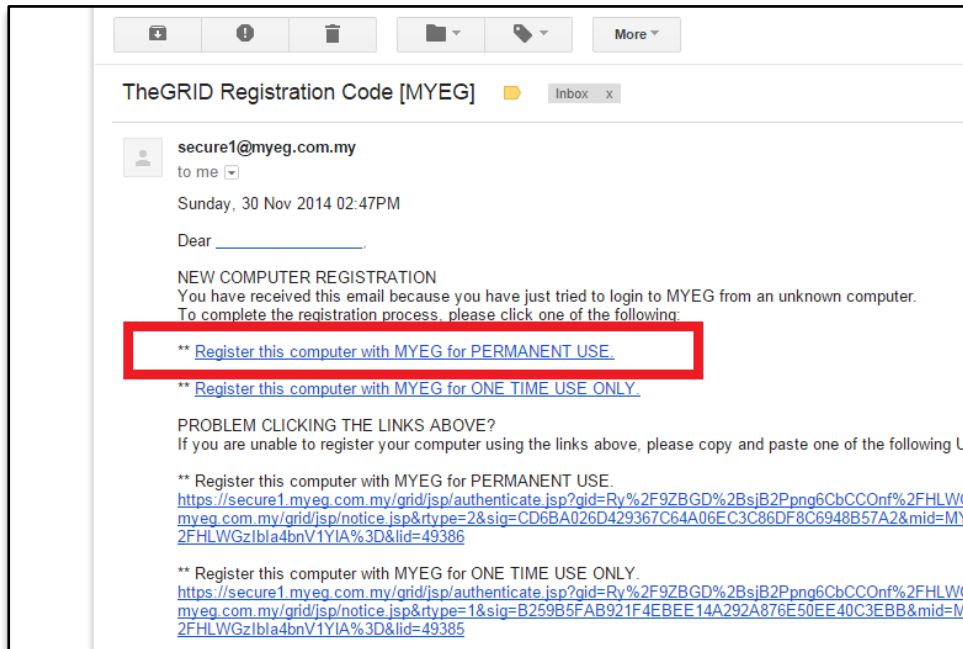 More
TheGRID Registration Code [MYEG]
Inbox x
secure1@myeg.com.my
to me
Sunday, 30 Nov 2014 02:47PM
Dear ,
NEW COMPUTER REGISTRATION
You have received this email because you have just tried to login to MYEG from an unknown computer.
To complete the registration process, please click one of the following:
** Register this computer with MYEG for PERMANENT USE.
** Register this computer with MYEG for ONE TIME USE ONLY.
PROBLEM CLICKING THE LINKS ABOVE?
If you are unable to register your computer using the links above, please copy and paste one of the following
** Register this computer with MYEG for PERMANENT USE.
https://secure1.myeg.com.my/grid/jsp/authenticate.jsp?gid=Ry%2F9ZBGD%2BsjB2Ppng6CbCCOnf%2FHLW
myeg.com.my/grid/jsp/notice.jsp&rtype=2&sig=CD6BA026D429367C64A06EC3C86DF8C6948B57A2&mid=MY
2FHLWGzIbIa4bnV1YIA%3D&lid=49386
** Register this computer with MYEG for ONE TIME USE ONLY.
https://secure1.myeg.com.my/grid/jsp/authenticate.jsp?gid=Ry%2F9ZBGD%2BsjB2Ppng6CbCCOnf%2FHLW
myeg.com.my/grid/jsp/notice.jsp&rtype=1&sig=B259B5FAB921F4EBEE14A292A876E50EE40C3EBB&mid=M
2FHLWGzIbIa4bnV1YIA%3D&lid=49385